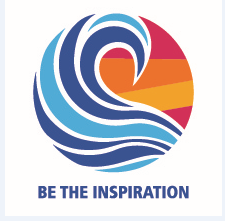 BE THE INSPIRATION